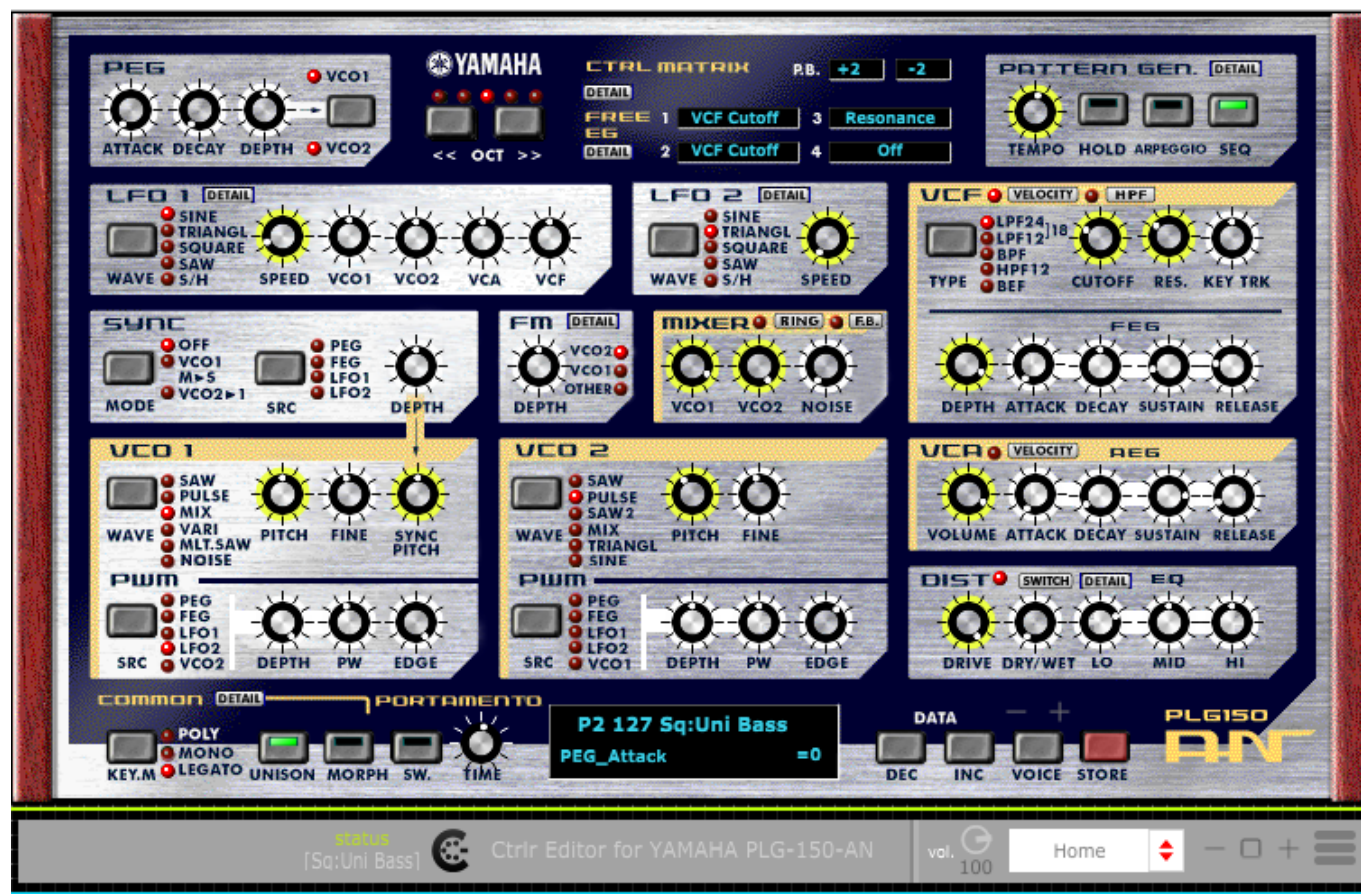 PEG
VCO1
ATTACK DECAY DEPTH VCO2
YAMAHA
<< OCT >>
CTRL MATRIX P.B. +2 -2
DETAIL
FREE EG 1 VCF Cutoff 3 Resonance
DETAIL 2 VCF Cutoff 4 Off
PATTERN GEN. DETAIL
TEMPO HOLD ARPEGGIO SEQ
LFO 1 DETAIL
SINE
TRIANGL
SQUARE
SAW
WAVE S/H SPEED VCO1 VCO2 VCA VCF
LFO 2 DETAIL
SINE
TRIANGL
SQUARE
SAW
WAVE S/H SPEED
VCF VELOCITY HPF
LPF24
LPF12 ]18
BPF
HPF12
TYPE BEF CUTOFF RES. KEY TRK
FEG
DEPTH ATTACK DECAY SUSTAIN RELEASE
SYNC
OFF
VCO1
M►S
MODE VCO2►1
PEG
FEG
LFO1
LFO2
SRC DEPTH
FM DETAIL
VCO2
VCO1
OTHER
DEPTH
MIXER RING F.B.
VCO1 VCO2 NOISE
VCO 1
SAW
PULSE
MIX
WAVE VARI PITCH FINE SYNC PITCH
MLT.SAW
NOISE
PWM
PEG
FEG
LFO1
LFO2
SRC VCO2 DEPTH PW EDGE
VCO 2
SAW
PULSE
SAW2
WAVE MIX PITCH FINE
TRIANGL
SINE
PWM
PEG
FEG
LFO1
LFO2
SRC VCO1 DEPTH PW EDGE
VCA VELOCITY AEG
VOLUME ATTACK DECAY SUSTAIN RELEASE
DIST SWITCH DETAIL EQ
DRIVE DRY/WET LO MID HI
COMMON DETAIL PORTAMENTO
POLY
MONO
KEY.M LEGATO UNISON MORPH SW. TIME
P2 127 Sq:Uni Bass
PEG_Attack =0
DATA − +
DEC INC VOICE STORE
PLG150
AN
status
[Sq:Uni Bass]
Ctrlr Editor for YAMAHA PLG-150-AN
vol. 100
Home